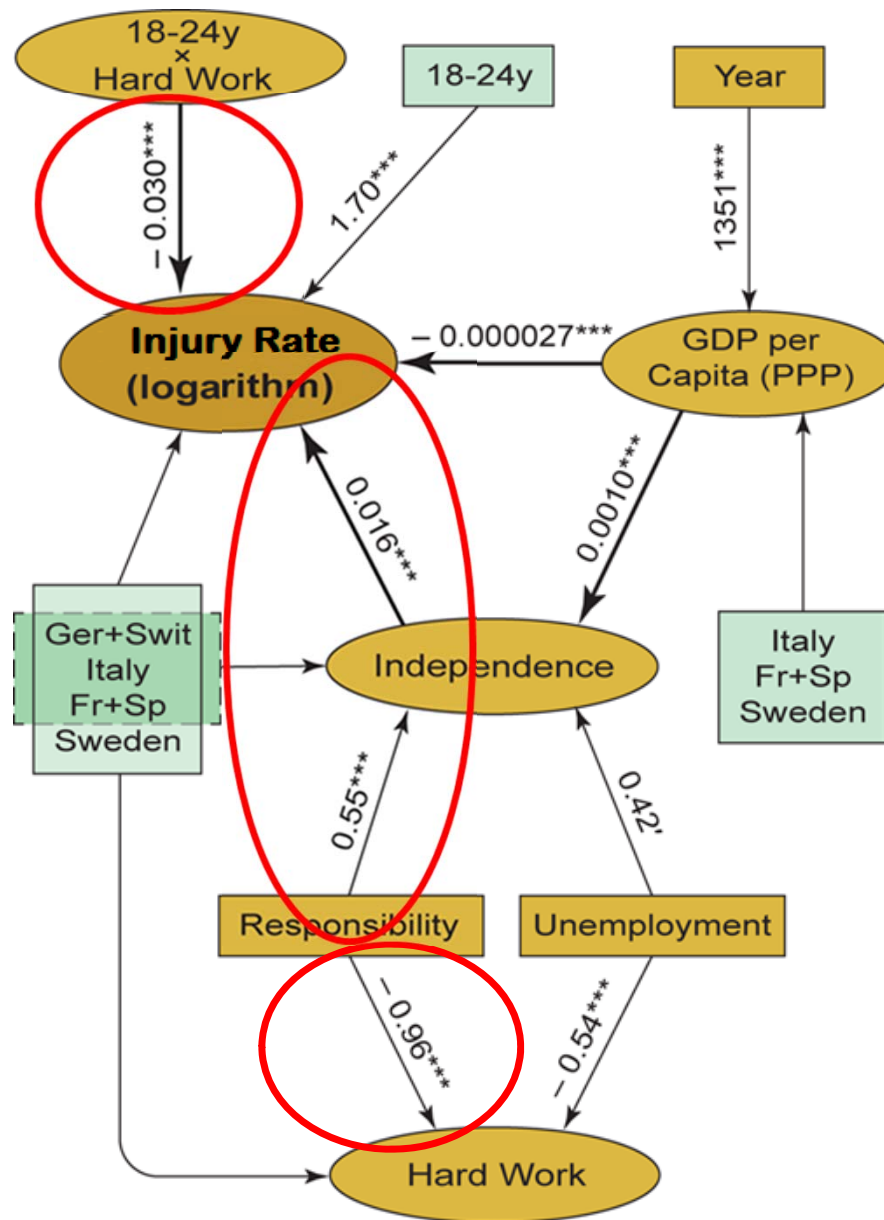 18-24y
×
Hard Work
18-24y
Year
– 0.030***
1.70***
1351***
Injury Rate
(logarithm)
– 0.000027***
GDP per
Capita (PPP)
0.016***
0.0010***
Ger+Swit
Italy
Fr+Sp
Sweden
Independence
Italy
Fr+Sp
Sweden
0.55***
0.42'
Responsibility
Unemployment
– 0.96***
– 0.54***
Hard Work